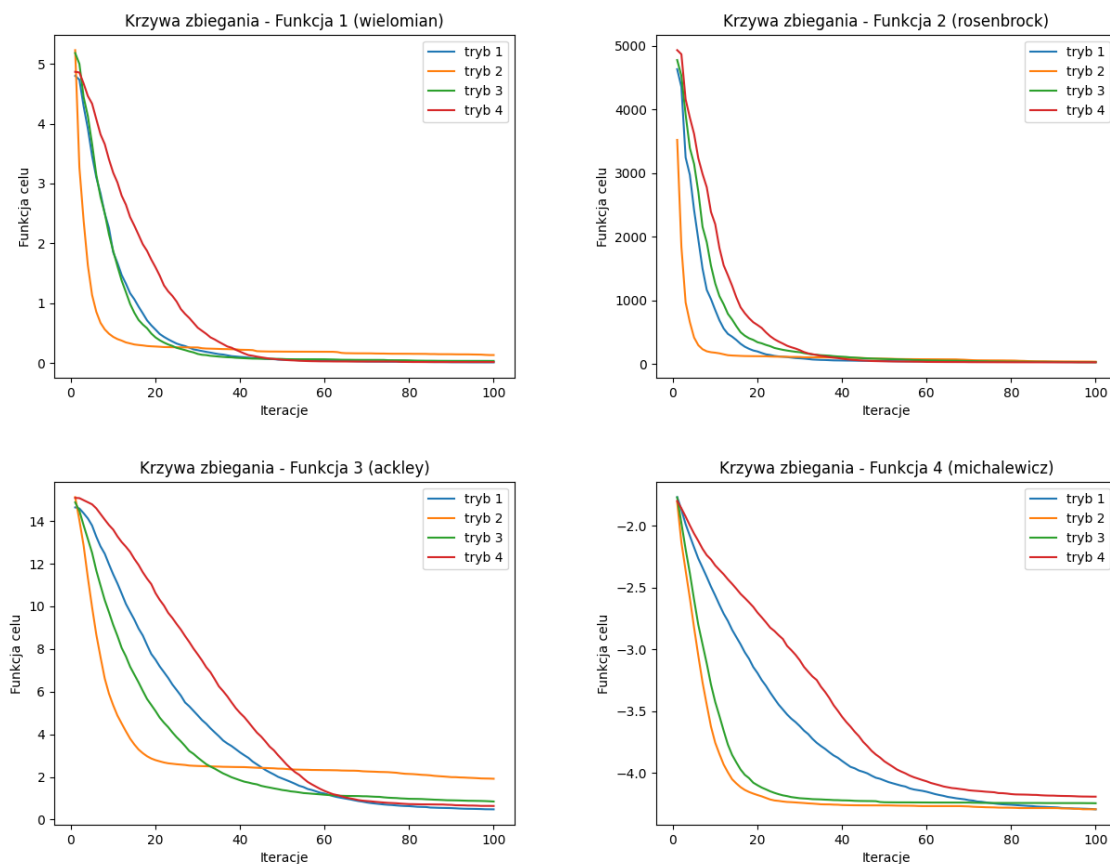 Krzywa zbiegania - Funkcja 1 (wielomian)
Funkcja celu
5
4
3
2
1
0
tryb 1
tryb 2
tryb 3
tryb 4
0 20 40 60 80 100
Iteracje
Krzywa zbiegania - Funkcja 2 (rosenbrock)
Funkcja celu
5000
4000
3000
2000
1000
0
tryb 1
tryb 2
tryb 3
tryb 4
0 20 40 60 80 100
Iteracje
Krzywa zbiegania - Funkcja 3 (ackley)
Funkcja celu
14
12
10
8
6
4
2
0
tryb 1
tryb 2
tryb 3
tryb 4
0 20 40 60 80 100
Iteracje
Krzywa zbiegania - Funkcja 4 (michalewicz)
Funkcja celu
−2.0
−2.5
−3.0
−3.5
−4.0
tryb 1
tryb 2
tryb 3
tryb 4
0 20 40 60 80 100
Iteracje